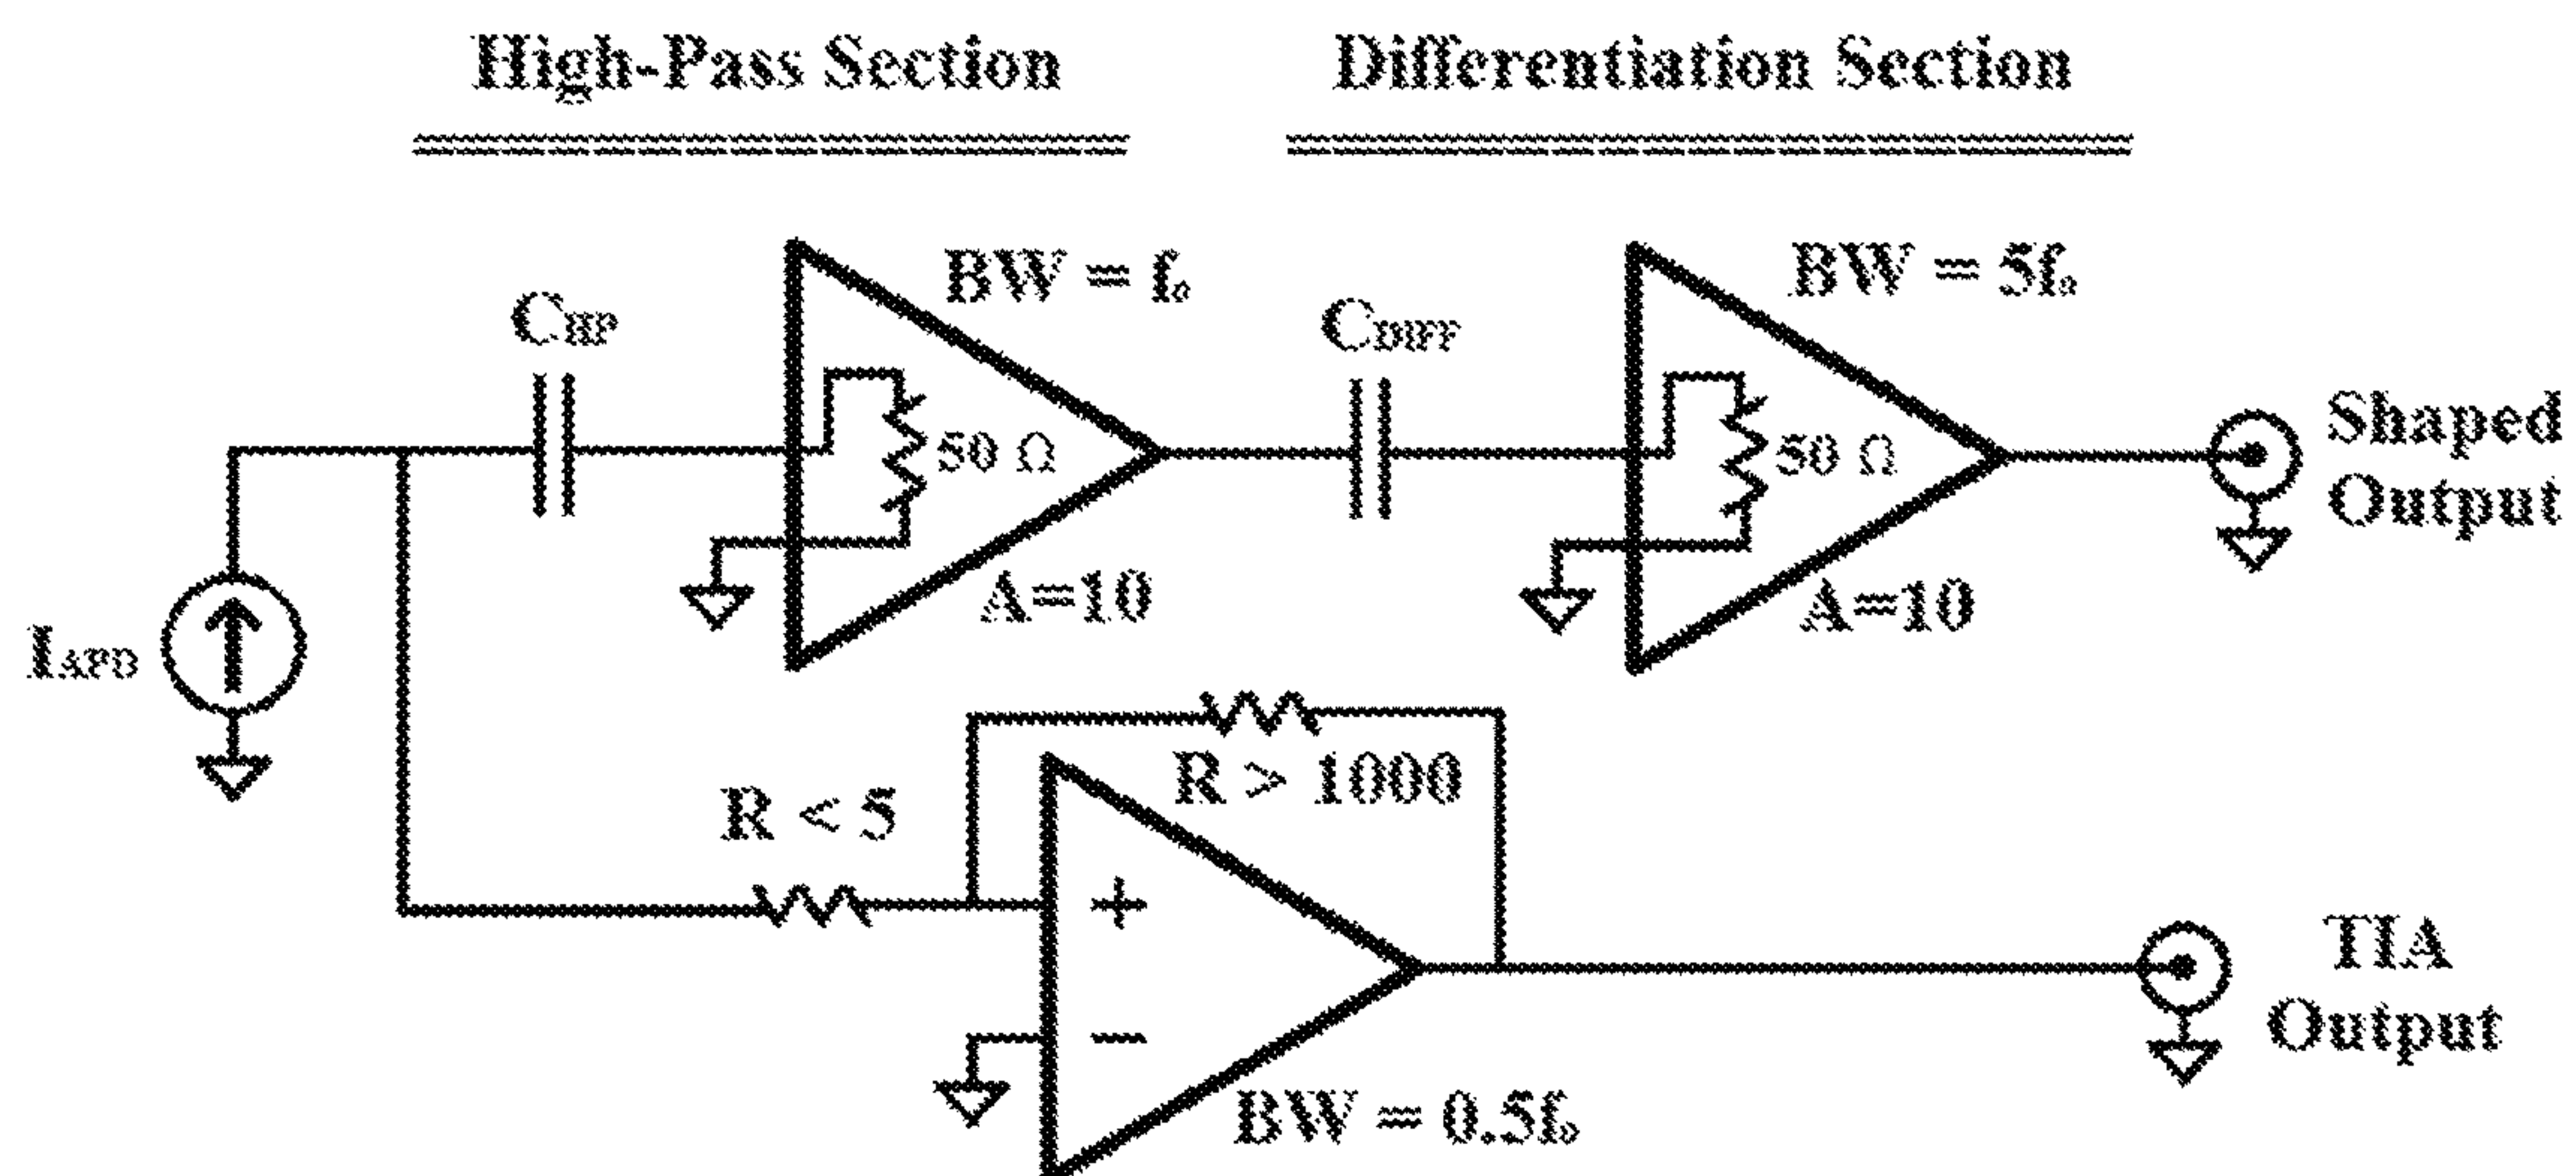 High-Pass Section
Differentiation Section
BW = f₀
BW = 5f₀
C_HP
C_DIFF
50 Ω
50 Ω
Shaped
Output
A=10
A=10
I_APD
R > 1000
R < 5
+
−
TIA
Output
BW = 0.5f₀